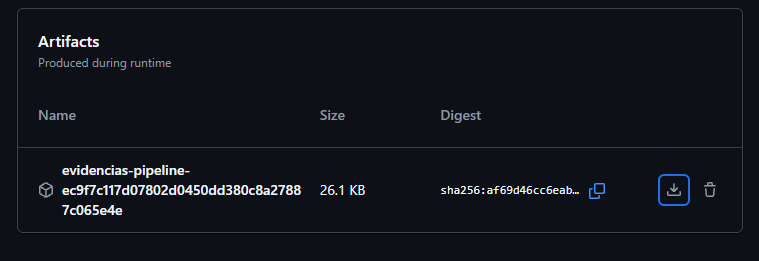 Artifacts
Produced during runtime
Name Size Digest
evidencias-pipeline-
ec9f7c117d07802d0450dd380c8a2788
7c065e4e
26.1 KB
sha256:af69d46cc6eab…